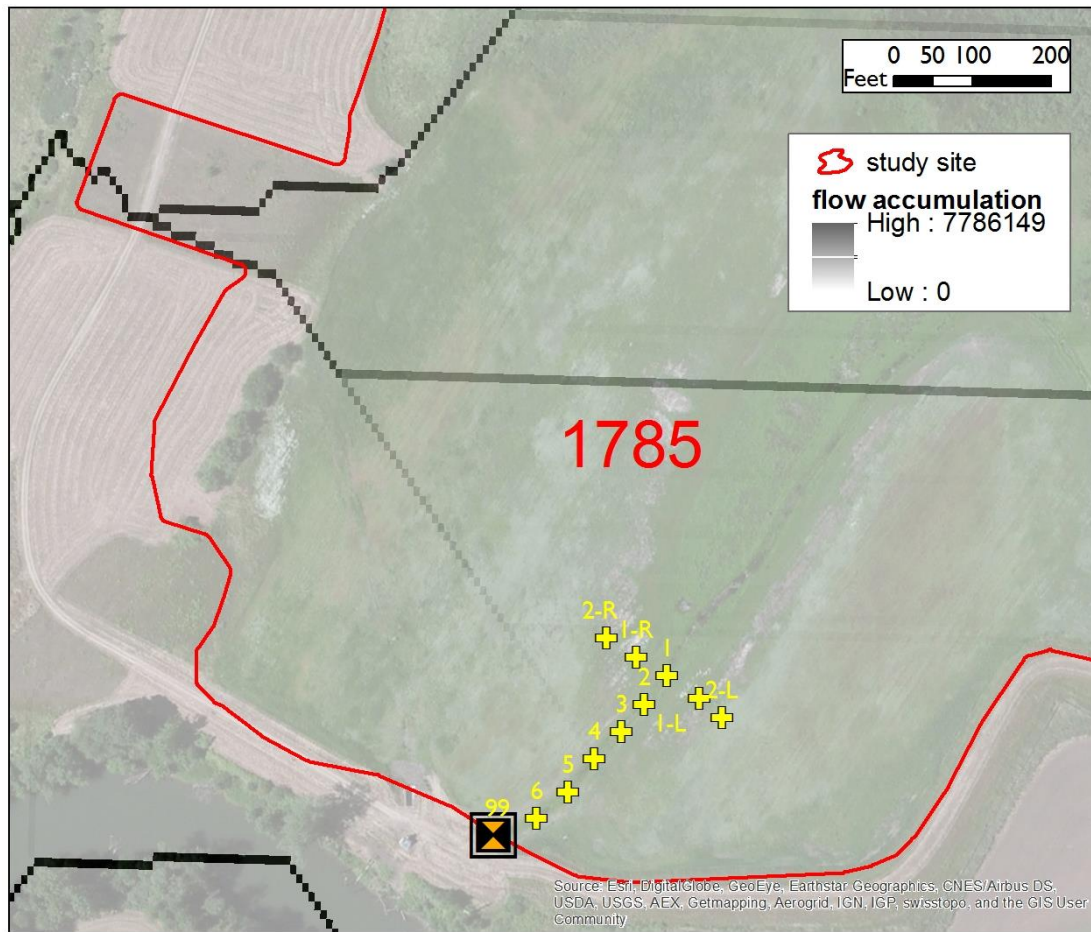 0 50 100 200
Feet
study site
flow accumulation
High : 7786149
Low : 0
1785
2-R
1-R
1
2
2-L
3
1-L
4
5
6
99
Source: Esri, DigitalGlobe, GeoEye, Earthstar Geographics, CNES/Airbus DS,
USDA, USGS, AEX, Getmapping, Aerogrid, IGN, IGP, swisstopo, and the GIS User
Community